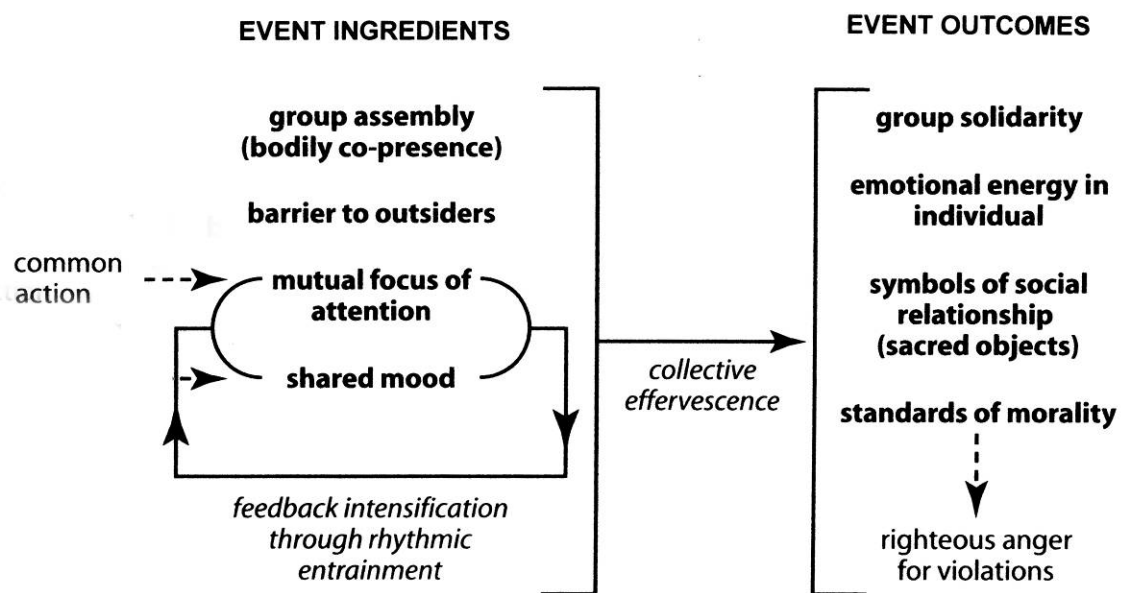 EVENT INGREDIENTS
group assembly
(bodily co-presence)
barrier to outsiders
common
action
mutual focus of
attention
shared mood
feedback intensification
through rhythmic
entrainment
collective
effervescence
EVENT OUTCOMES
group solidarity
emotional energy in
individual
symbols of social
relationship
(sacred objects)
standards of morality
righteous anger
for violations